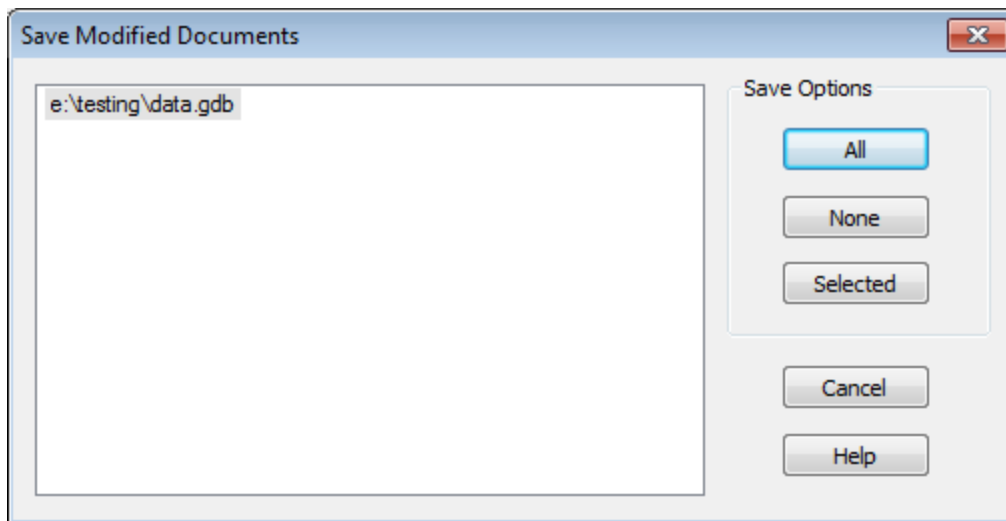 Save Modified Documents
e:\testing\data.gdb
Save Options
All
None
Selected
Cancel
Help